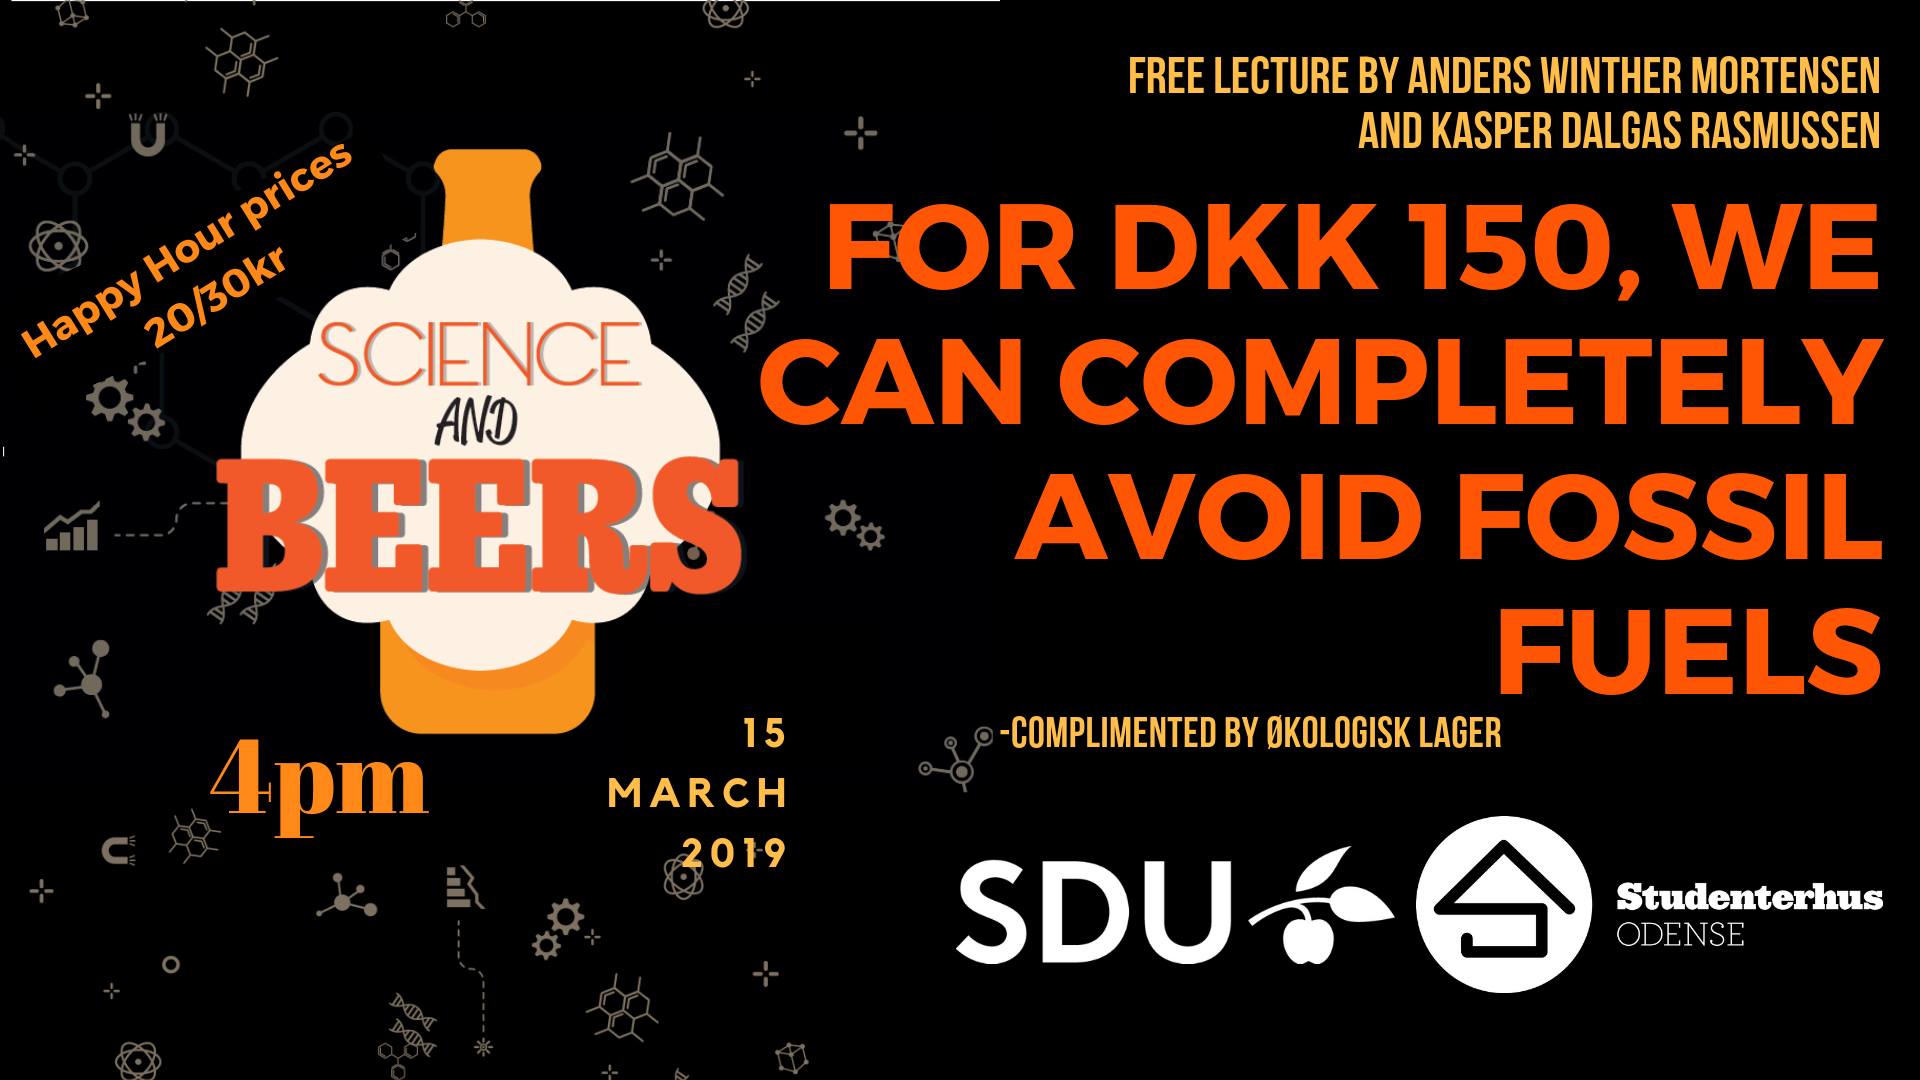 FREE LECTURE BY ANDERS WINTHER MORTENSEN
AND KASPER DALGAS RASMUSSEN
FOR DKK 150, WE
CAN COMPLETELY
AVOID FOSSIL
FUELS
-COMPLIMENTED BY ØKOLOGISK LAGER
Happy Hour prices
20/30kr
SCIENCE
AND
BEERS
4pm
15
MARCH
2019
SDU
Studenterhus
ODENSE